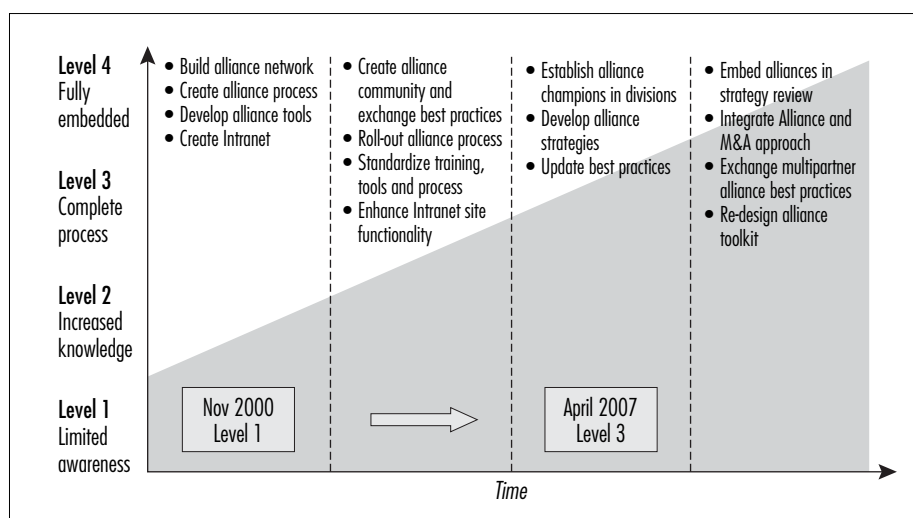 Level 4
Fully
embedded
Level 3
Complete
process
Level 2
Increased
knowledge
Level 1
Limited
awareness
• Build alliance network
• Create alliance process
• Develop alliance tools
• Create Intranet
• Create alliance
community and
exchange best practices
• Roll-out alliance process
• Standardize training,
tools and process
• Enhance Intranet site
functionality
• Establish alliance
champions in divisions
• Develop alliance
strategies
• Update best practices
• Embed alliances in
strategy review
• Integrate Alliance and
M&A approach
• Exchange multipartner
alliance best practices
• Re-design alliance
toolkit
Nov 2000
Level 1
April 2007
Level 3
Time